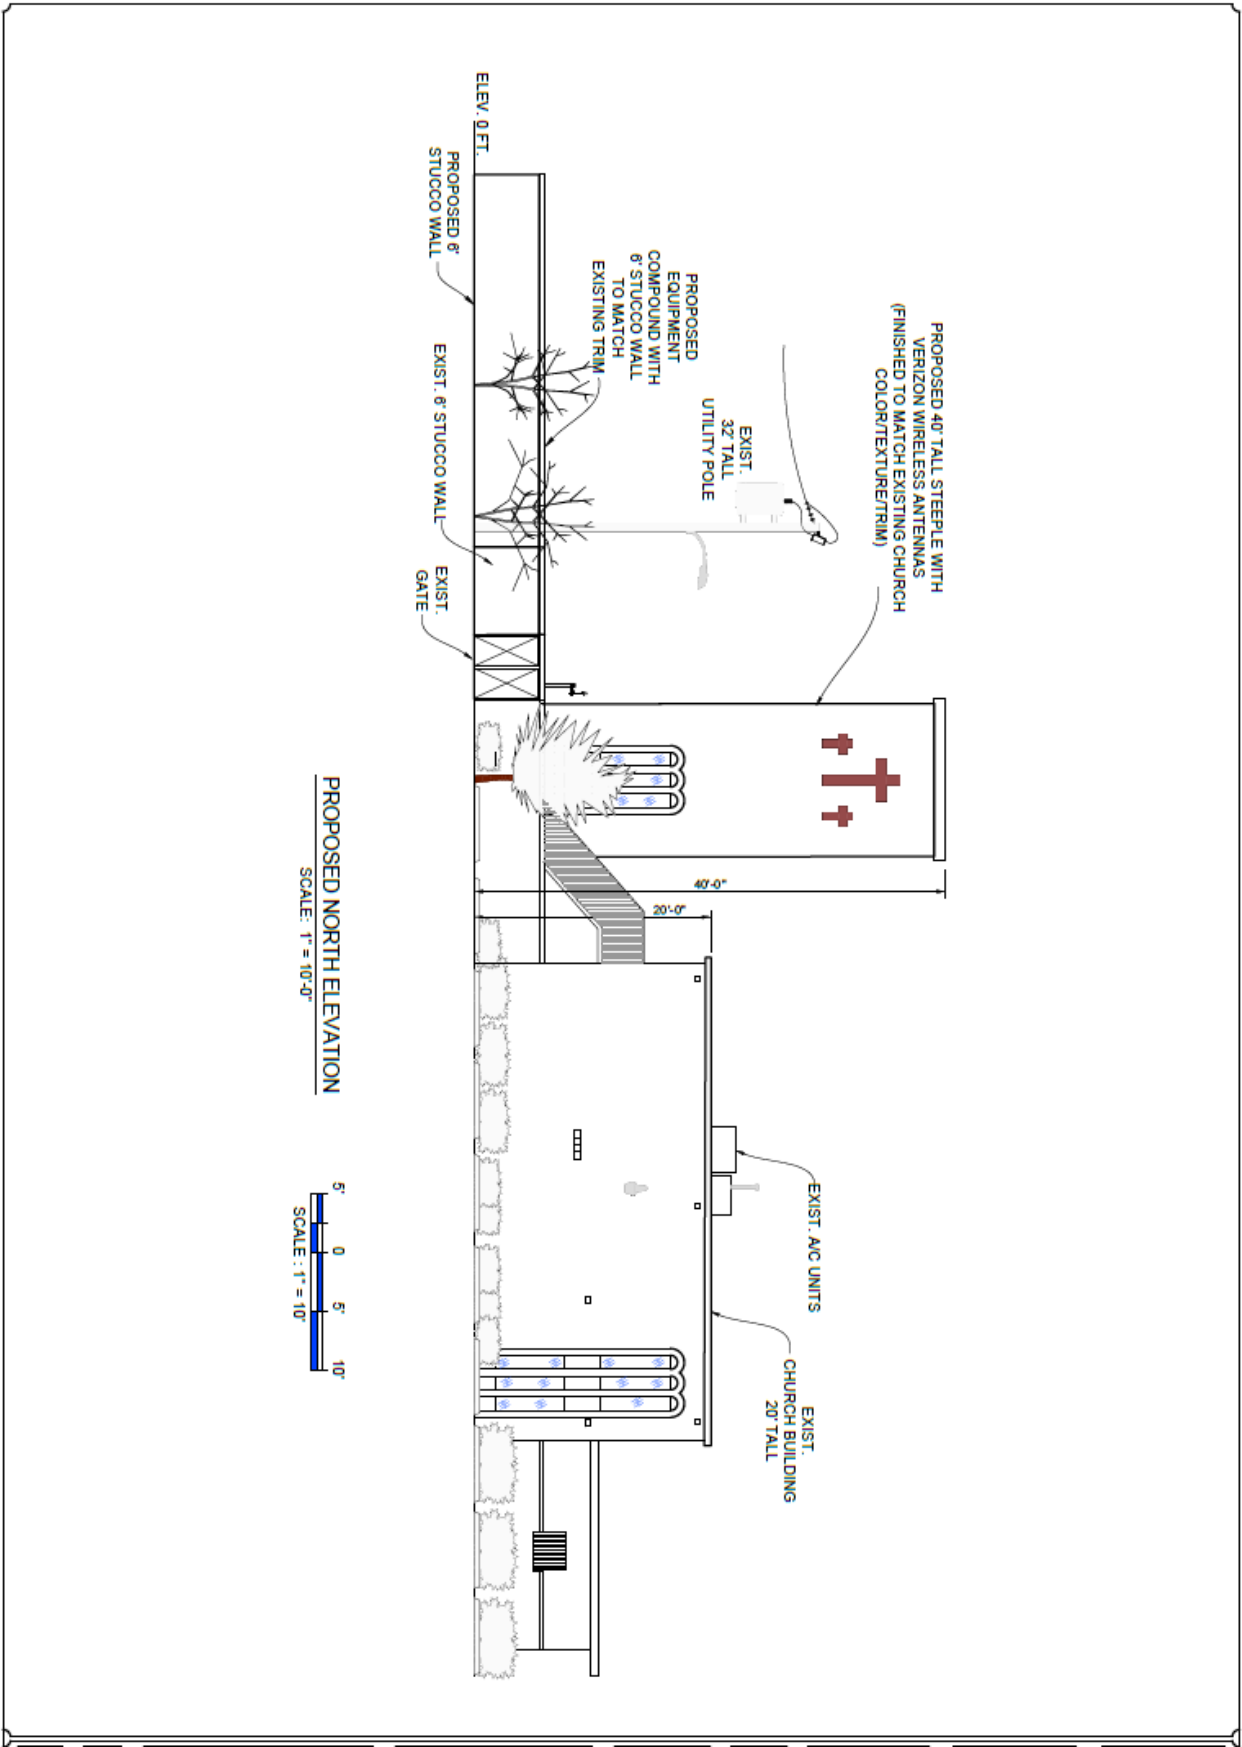 PROPOSED 40' TALL STEEPLE WITH
VERIZON WIRELESS ANTENNAS
(FINISHED TO MATCH EXISTING CHURCH
COLOR/TEXTURE/TRIM)
EXIST.
32' TALL
UTILITY POLE
PROPOSED
EQUIPMENT
COMPOUND WITH
6' STUCCO WALL
TO MATCH
EXISTING TRIM
EXIST. A/C UNITS
EXIST.
CHURCH BUILDING
20' TALL
40'-0"
20'-0"
ELEV. 0 FT.
PROPOSED 6'
STUCCO WALL
EXIST. 6' STUCCO WALL
EXIST.
GATE
PROPOSED NORTH ELEVATION
SCALE: 1" = 10'-0"
5' 0 5' 10'
SCALE : 1" = 10'